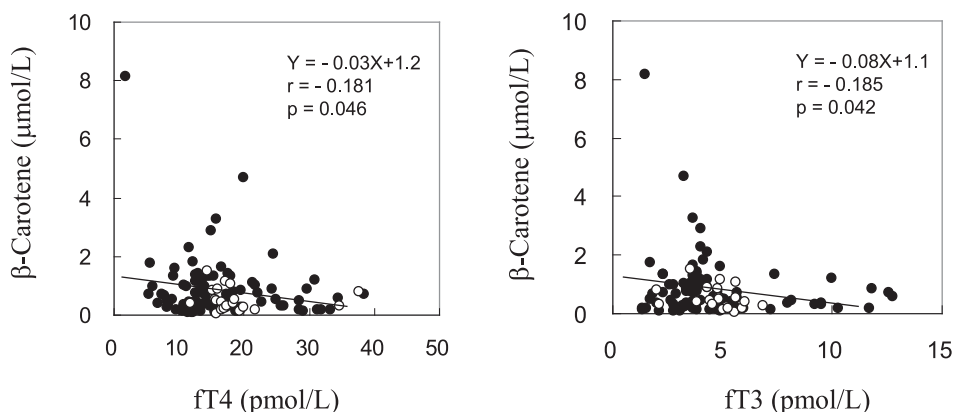 β-Carotene (μmol/L)
10
8
6
4
2
0
Y = - 0.03X+1.2
r = - 0.181
p = 0.046
0 10 20 30 40 50
fT4 (pmol/L)
β-Carotene (μmol/L)
10
8
6
4
2
0
Y = - 0.08X+1.1
r = - 0.185
p = 0.042
0 5 10 15
fT3 (pmol/L)